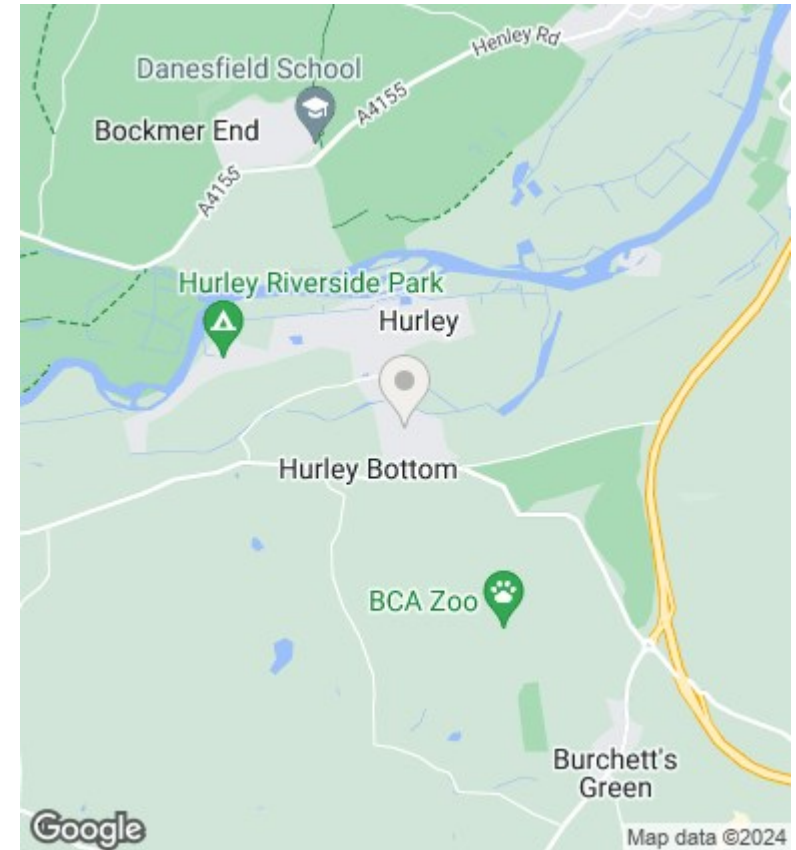 Henley Rd
Danesfield School
A4155
Bockmer End
A4155
Hurley Riverside Park
Hurley
Hurley Bottom
BCA Zoo
Burchett's
Green
Google
Map data ©2024